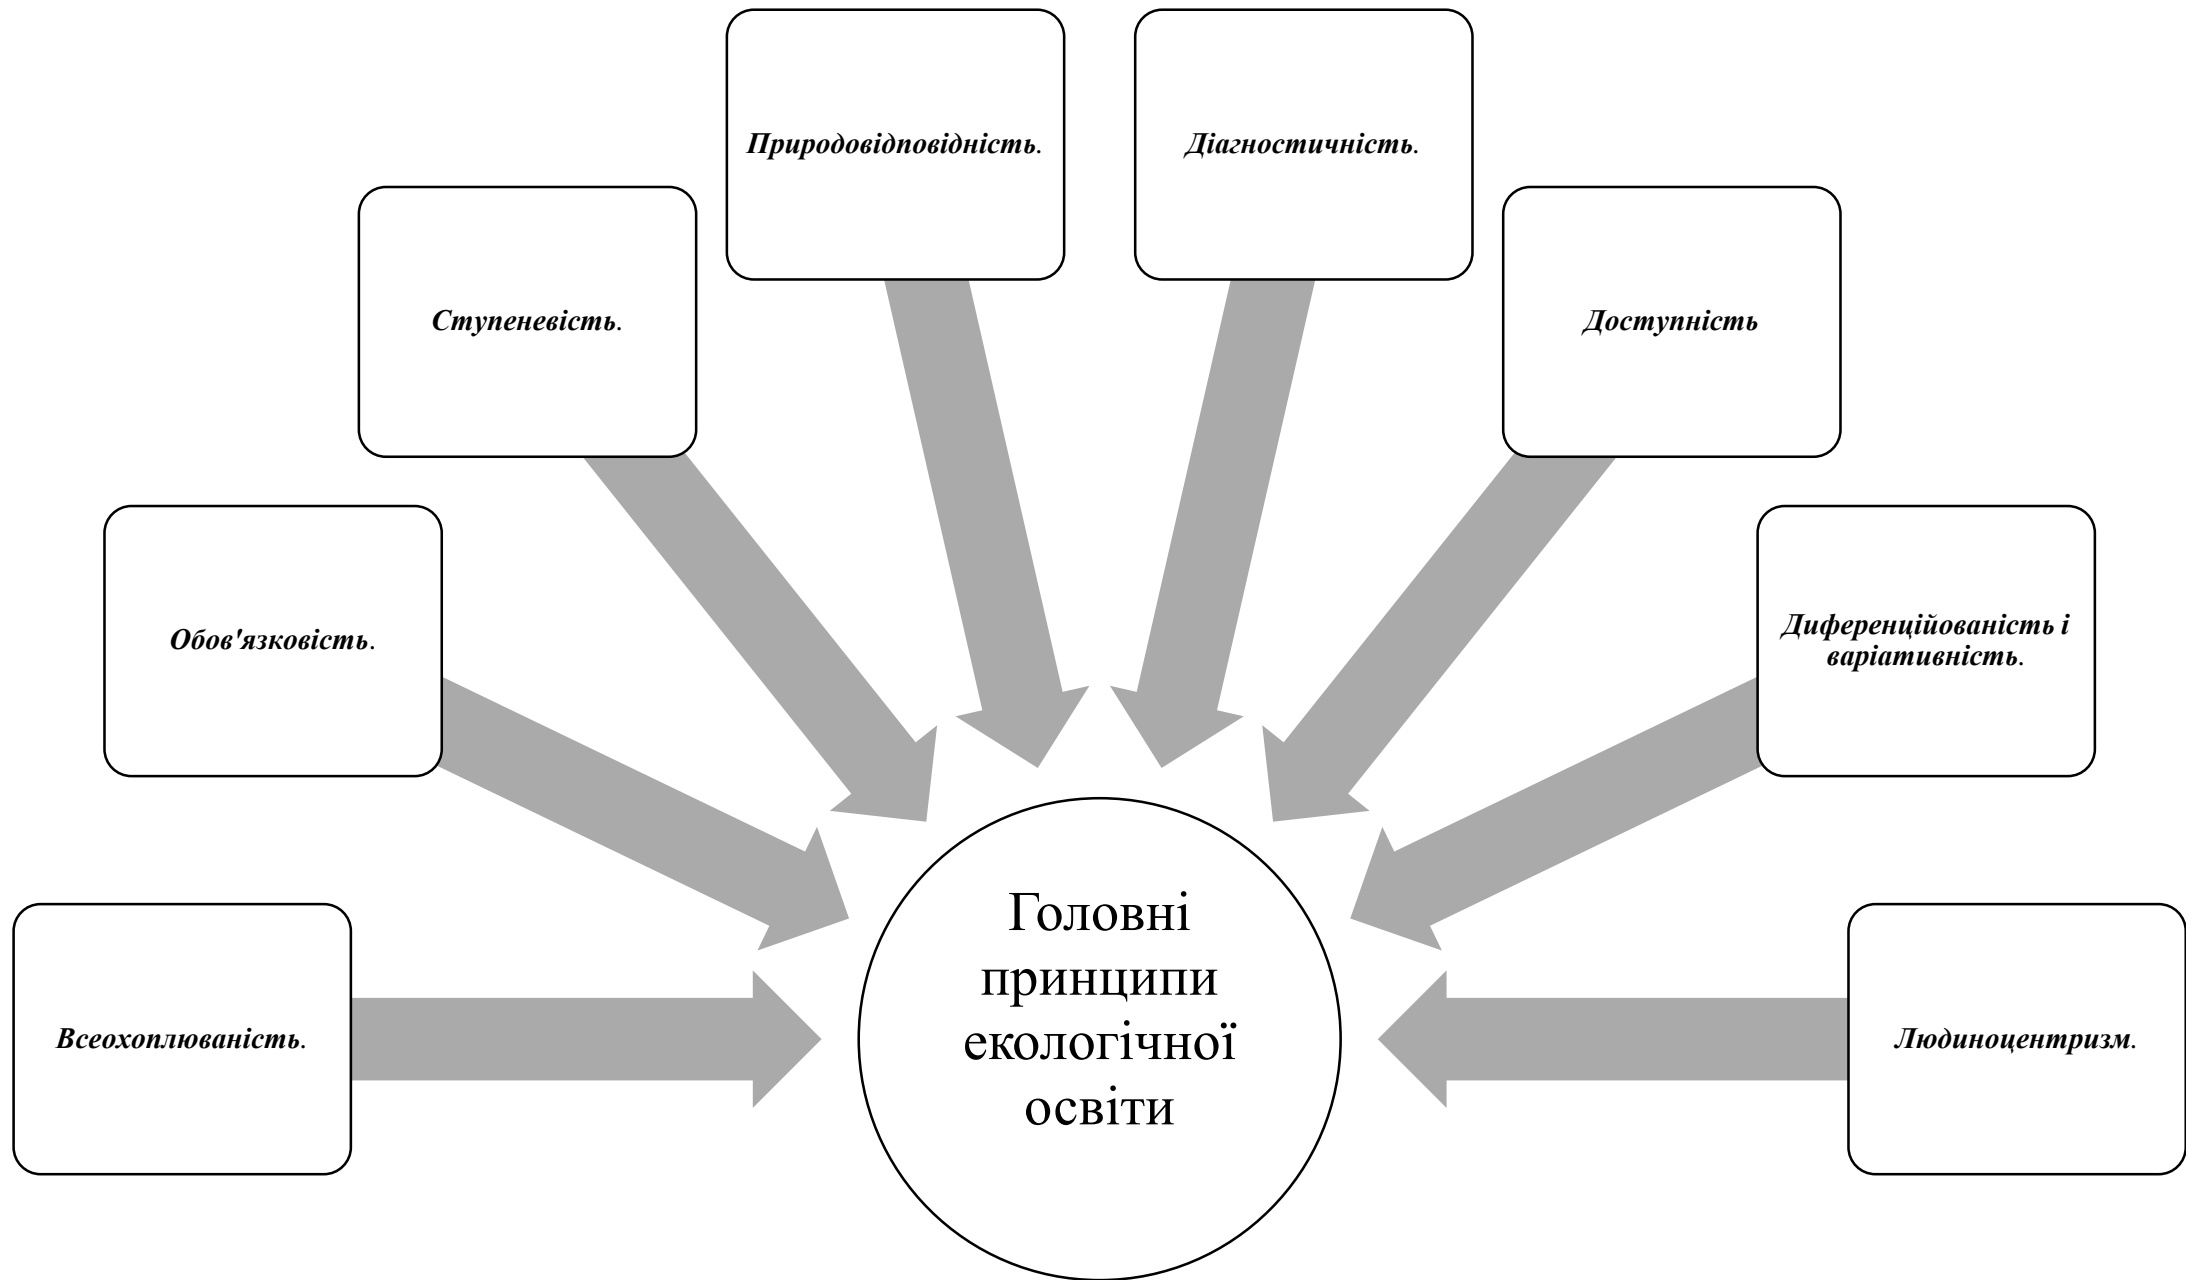 Природовідповідність.
Діагностичність.
Ступеневість.
Доступність
Обов'язковість.
Диференційованість і
варіативність.
Всеохоплюваність.
Людиноцентризм.
Головні
принципи
екологічної
освіти